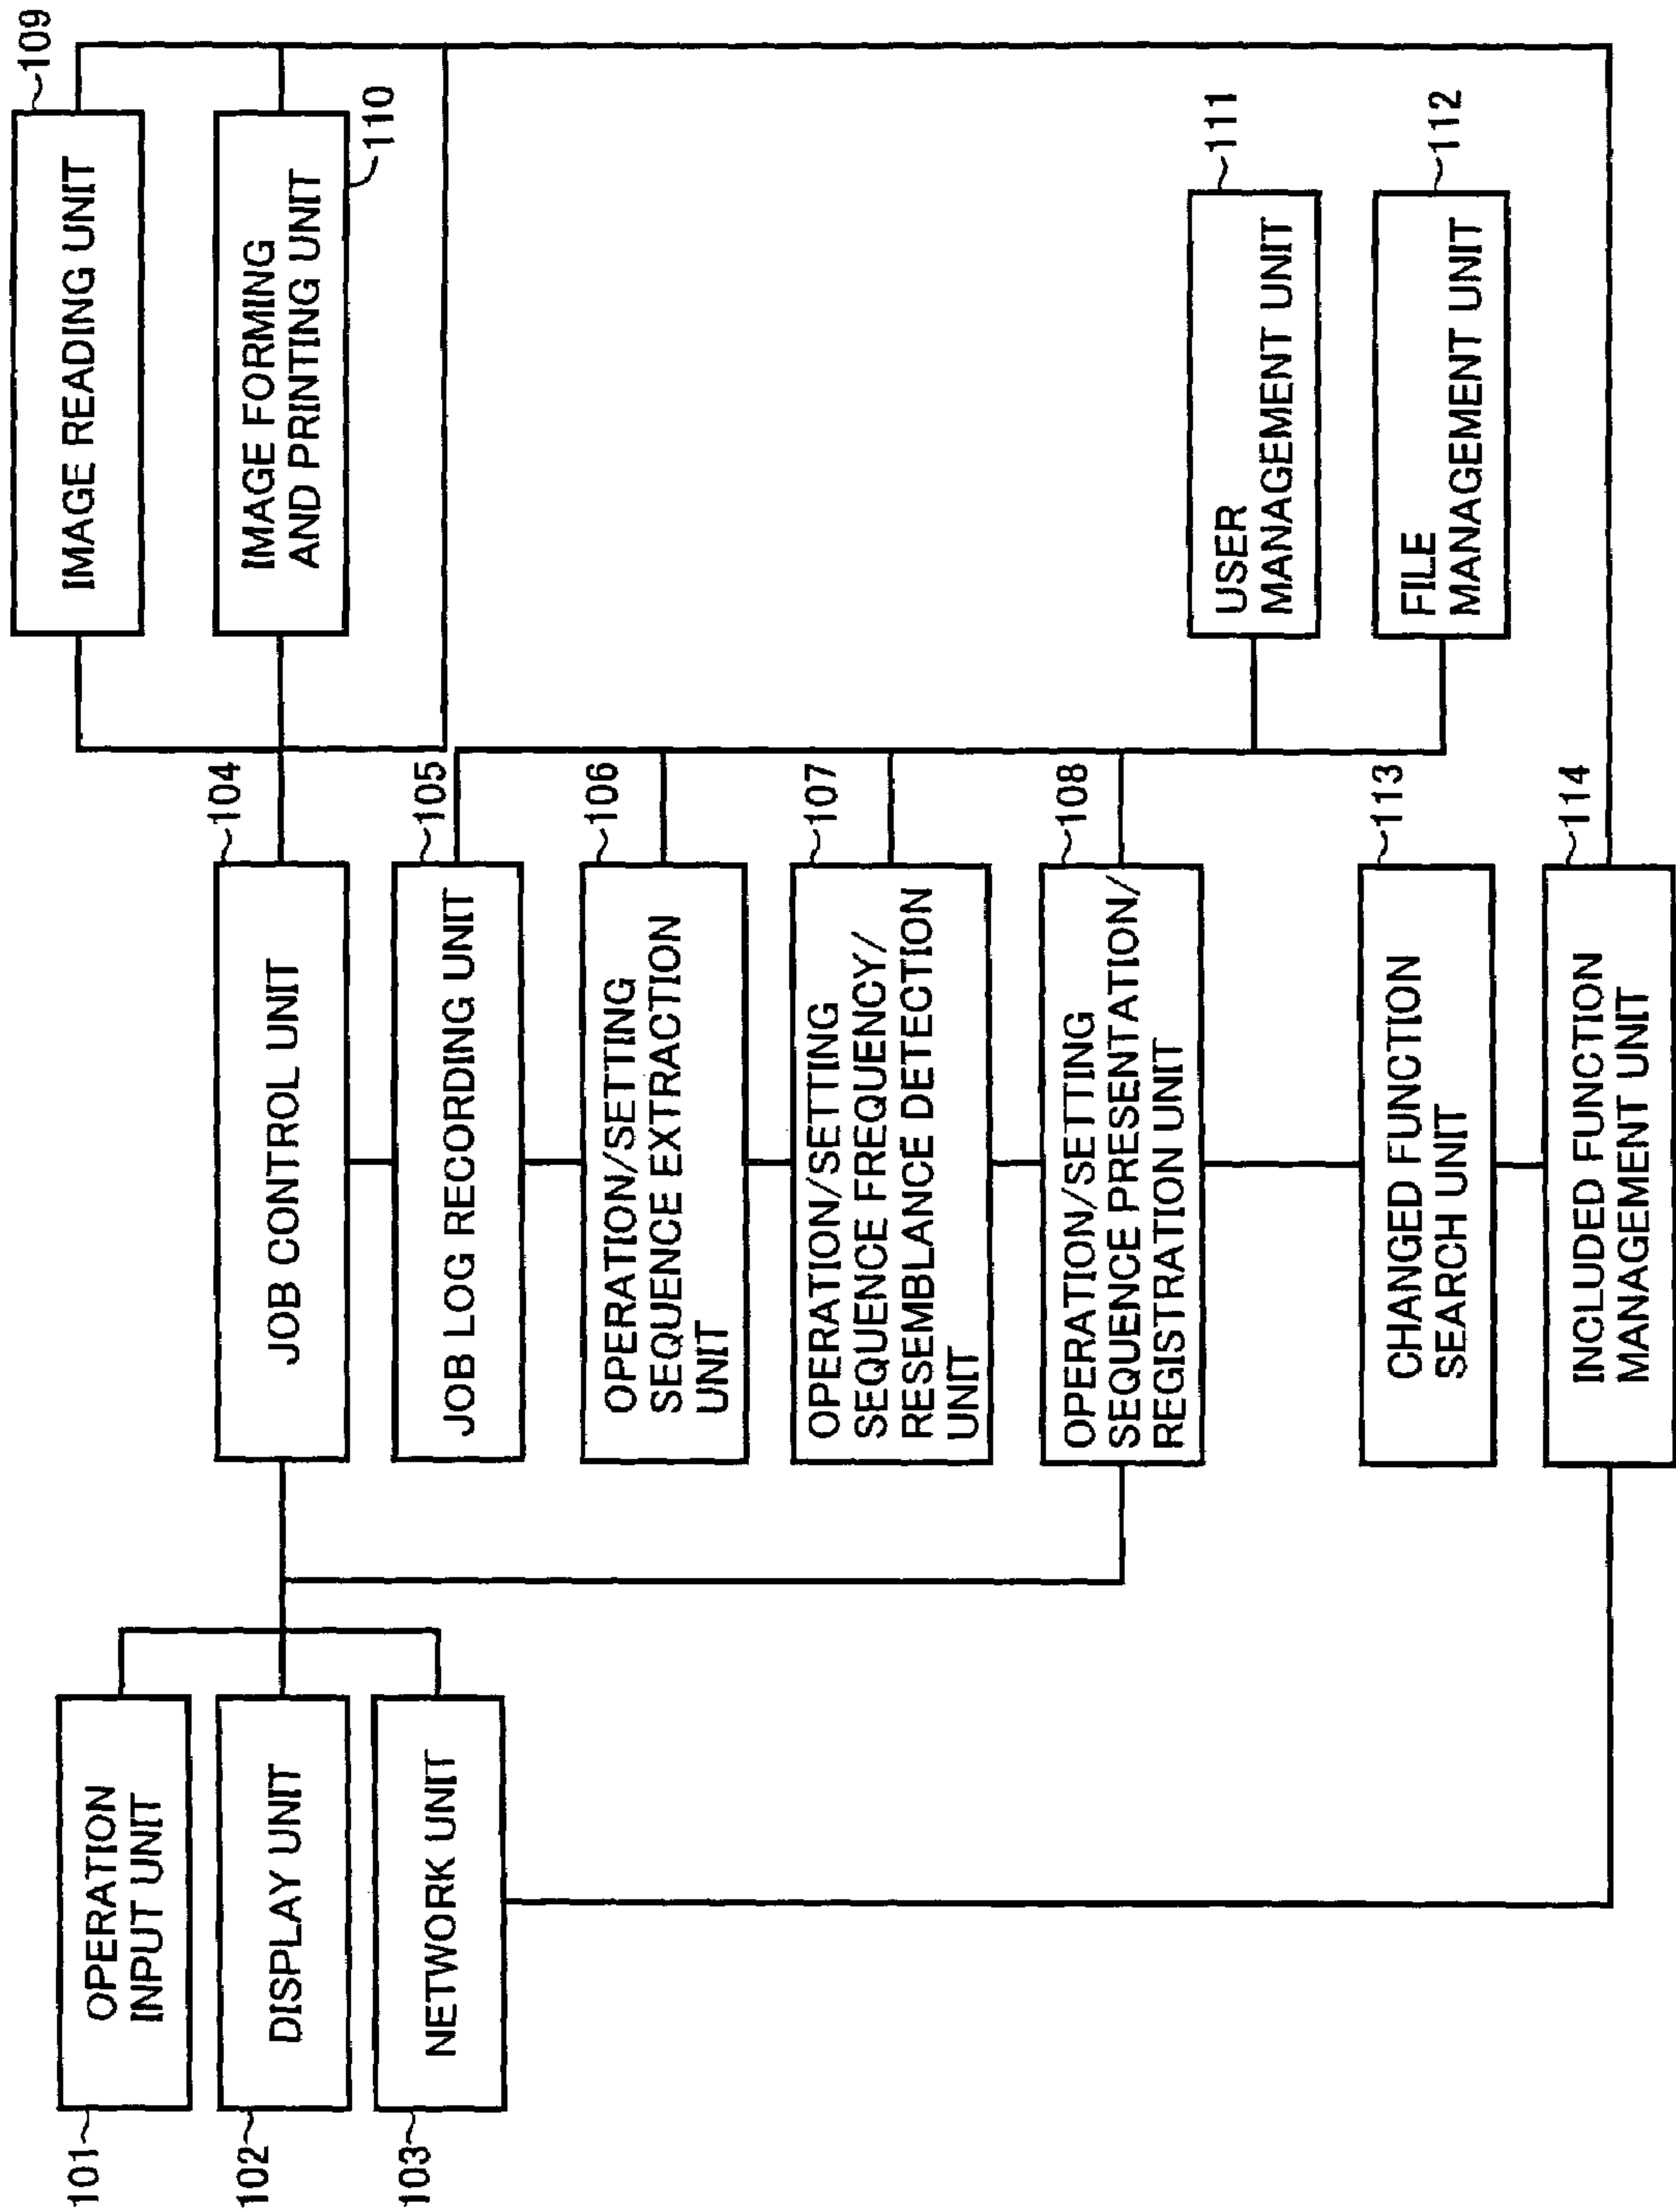 101
OPERATION
INPUT UNIT
102
DISPLAY UNIT
103
NETWORK UNIT
104
JOB CONTROL UNIT
105
JOB LOG RECORDING UNIT
106
OPERATION/SETTING
SEQUENCE EXTRACTION
UNIT
107
OPERATION/SETTING
SEQUENCE FREQUENCY/
RESEMBLANCE DETECTION
UNIT
108
OPERATION/SETTING
SEQUENCE PRESENTATION/
REGISTRATION UNIT
113
CHANGED FUNCTION
SEARCH UNIT
114
INCLUDED FUNCTION
MANAGEMENT UNIT
109
IMAGE READING UNIT
IMAGE FORMING
AND PRINTING UNIT
110
111
USER
MANAGEMENT UNIT
112
FILE
MANAGEMENT UNIT